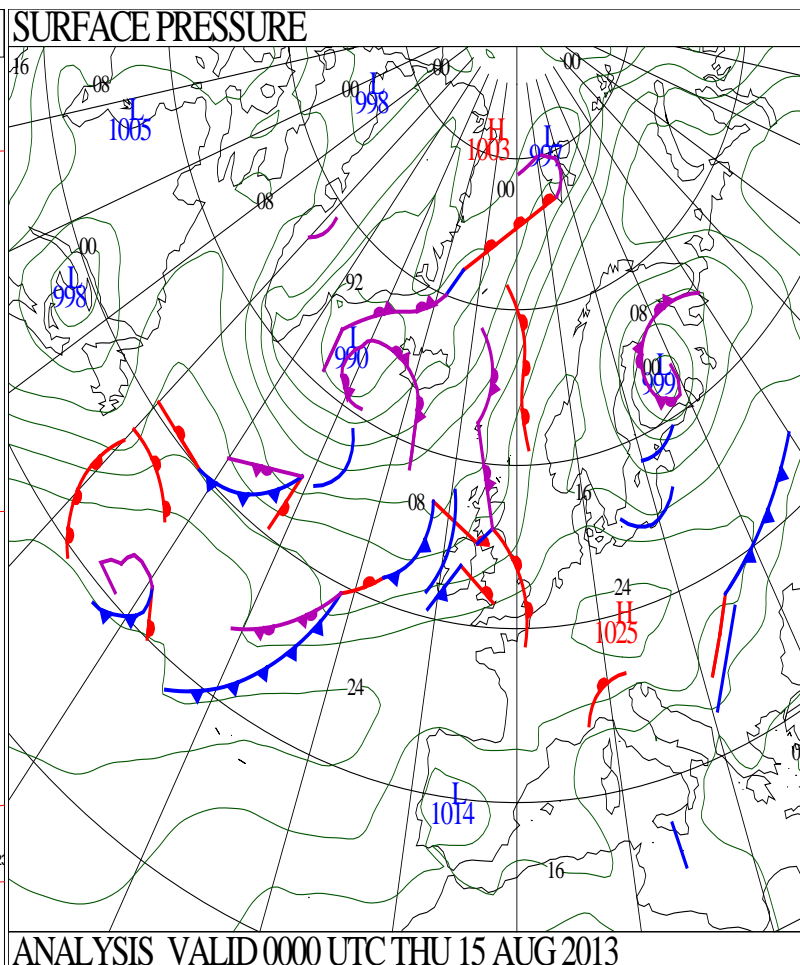 SURFACE PRESSURE
16
00
00
08
L
998
00
L
1005
H
1003
L
997
00
08
00
L
998
92
08
L
990
00
L
999
16
08
24
H
1025
24
L
1014
16
ANALYSIS VALID 0000 UTC THU 15 AUG 2013